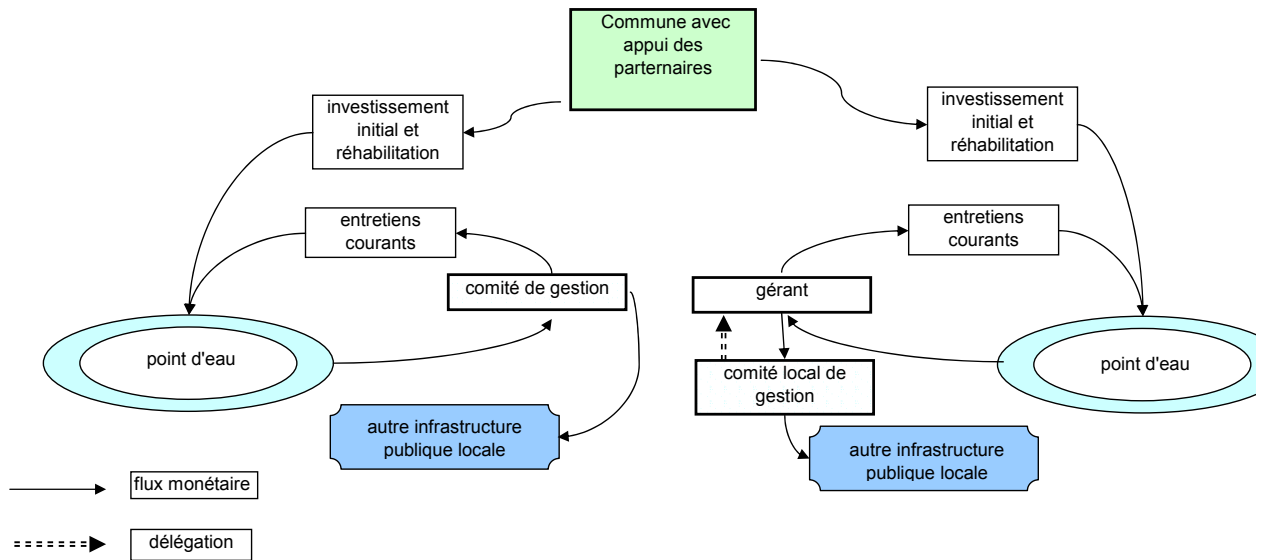 Commune avec
appui des
parternaires
investissement
initial et
réhabilitation
investissement
initial et
réhabilitation
entretiens
courants
entretiens
courants
comité de gestion
gérant
point d'eau
comité local de
gestion
point d'eau
autre infrastructure
publique locale
autre infrastructure
publique locale
flux monétaire
délégation